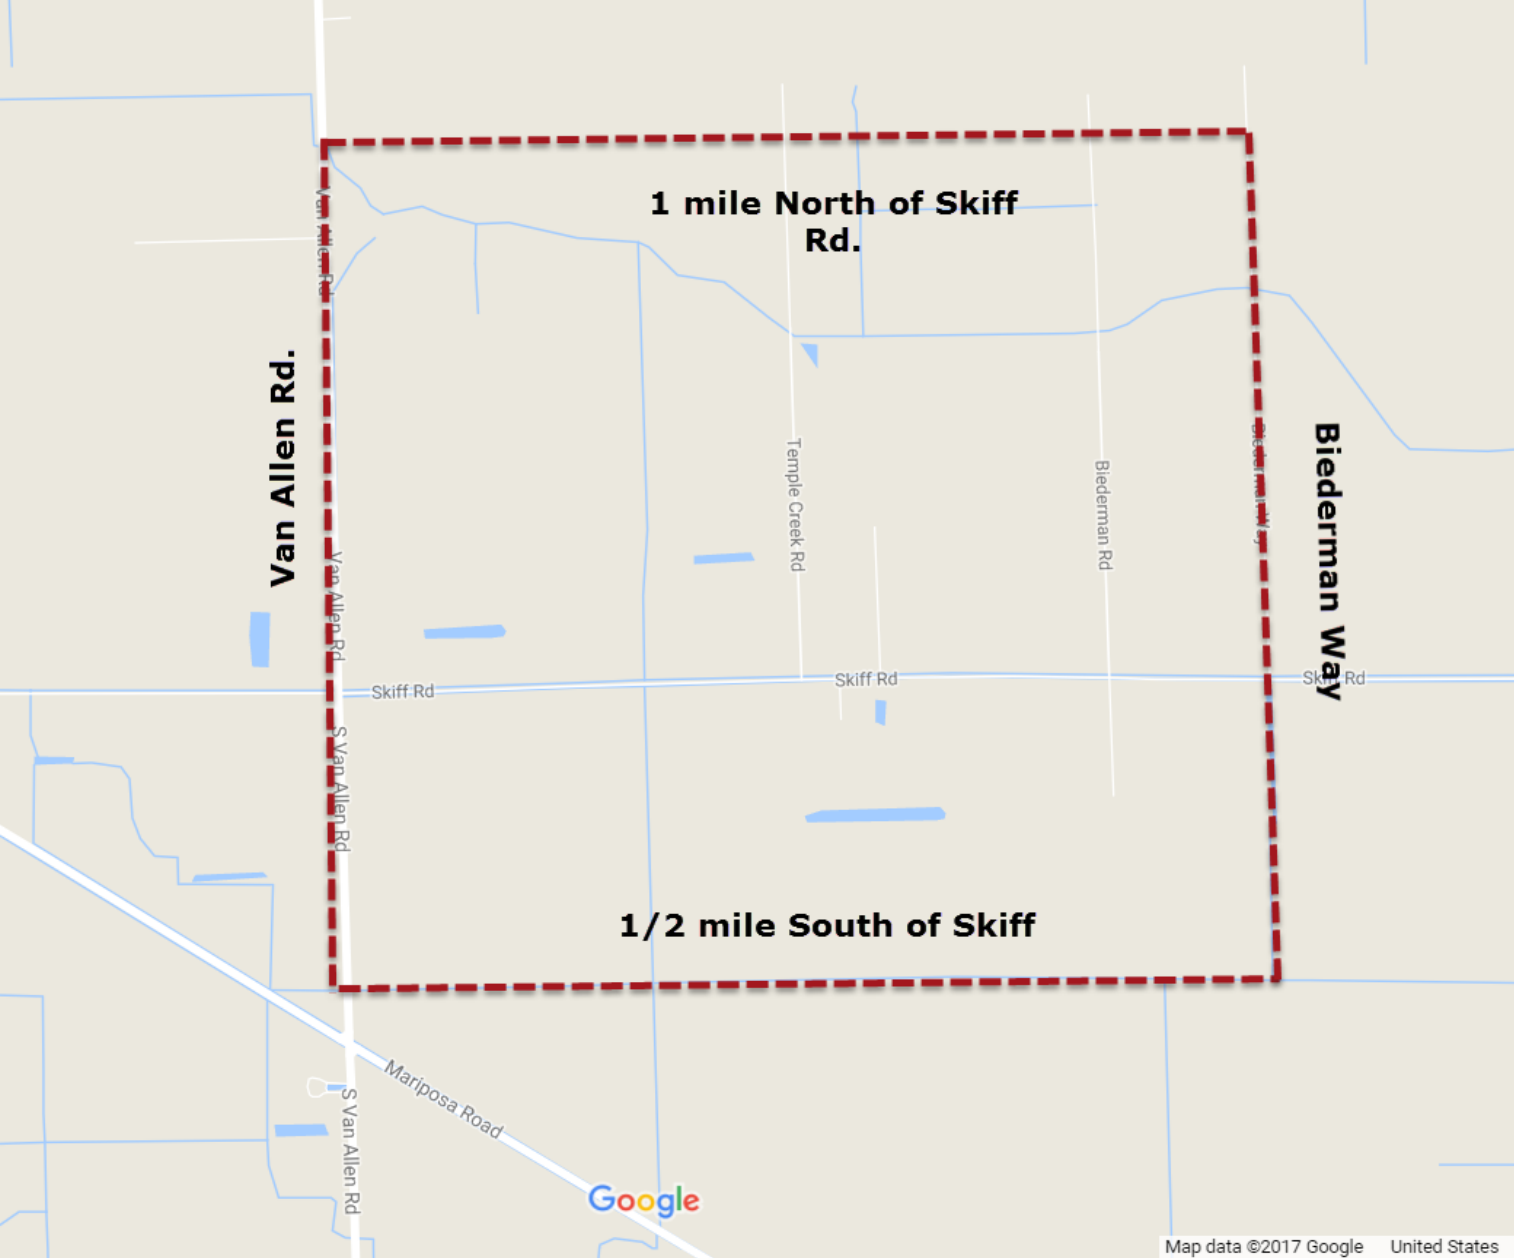 1 mile North of Skiff
Rd.
Van Allen Rd
Van Allen Rd.
Biederman Way
Biederman Way
Temple Creek Rd
Biederman Rd
Van Allen Rd
Skiff Rd
Skiff Rd
Skiff Rd
S Van Allen Rd
1/2 mile South of Skiff
Mariposa Road
S Van Allen Rd
Google
Map data ©2017 Google United States